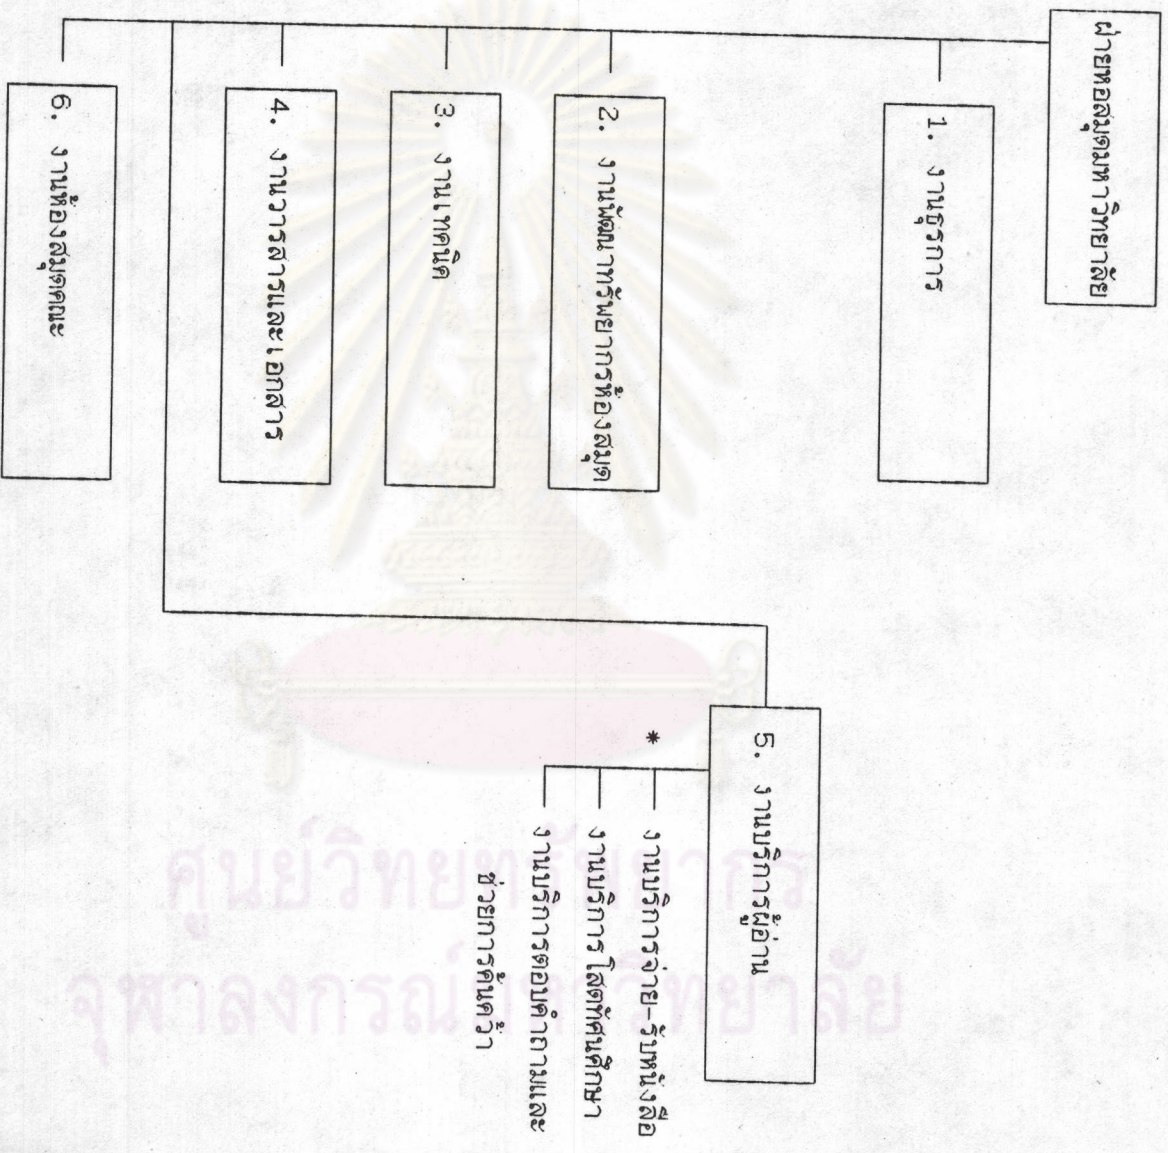 ฝ่ายหอสมุดมหาวิทยาลัย
1. งานธุรการ
2. งานพัฒนาทรัพยากรห้องสมุด
3. งานเทคนิค
4. งานวารสารและเอกสาร
5. งานบริการผู้อ่าน
* งานบริการจ่าย-รับหนังสือ
งานบริการโสตทัศนศึกษา
งานบริการตอบคำถามและ
ช่วยการค้นคว้า
6. งานห้องสมุดคณะ
ศูนย์วิทยทรัพยากร
จุฬาลงกรณ์มหาวิทยาลัย